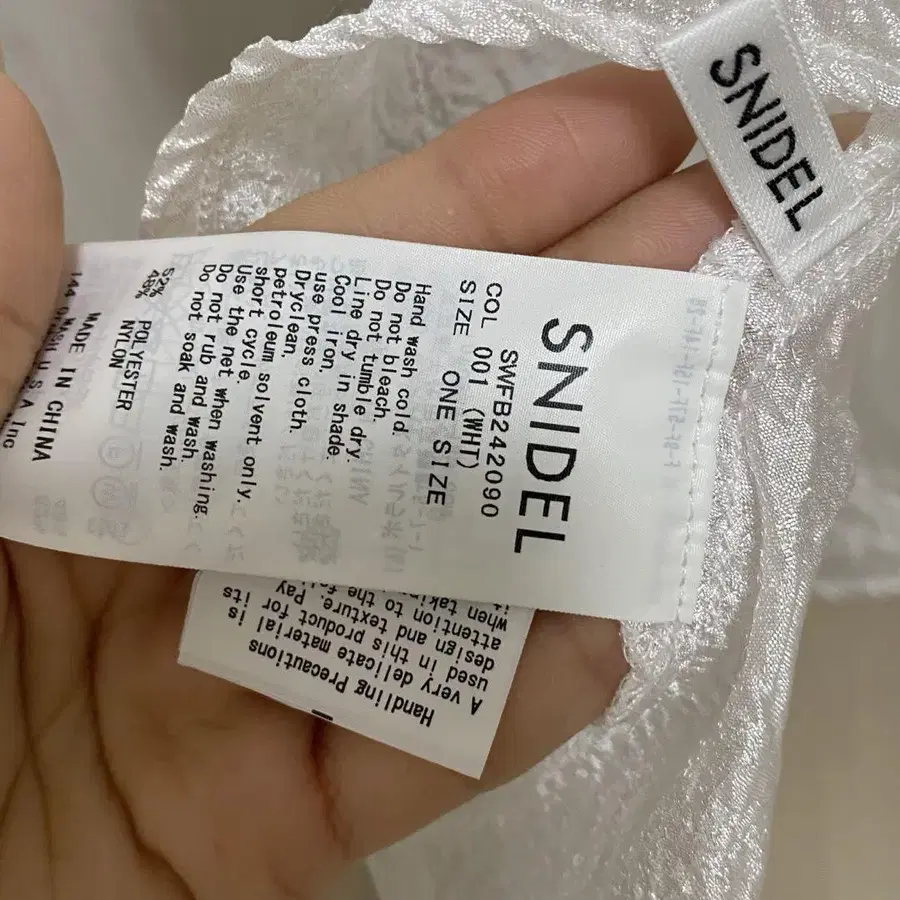 SNIDEL
SNIDEL
SWFB242090
COL 001 (WHT)
SIZE ONE SIZE
Hand wash cold.
Do not bleach.
Do not tumble dry.
Line dry in shade.
Cool iron.
use press cloth.
Dryclean.
petroleum solvent only.
short cycle.
Use the net when washing.
Do not rub and wash.
Do not soak and wash.
52% POLYESTER
48% NYLON
MADE IN CHINA
U.S.A Inc
Handling Precautions
A very delicate material is
used in this product for its
design and texture. Pay
attention to the
when